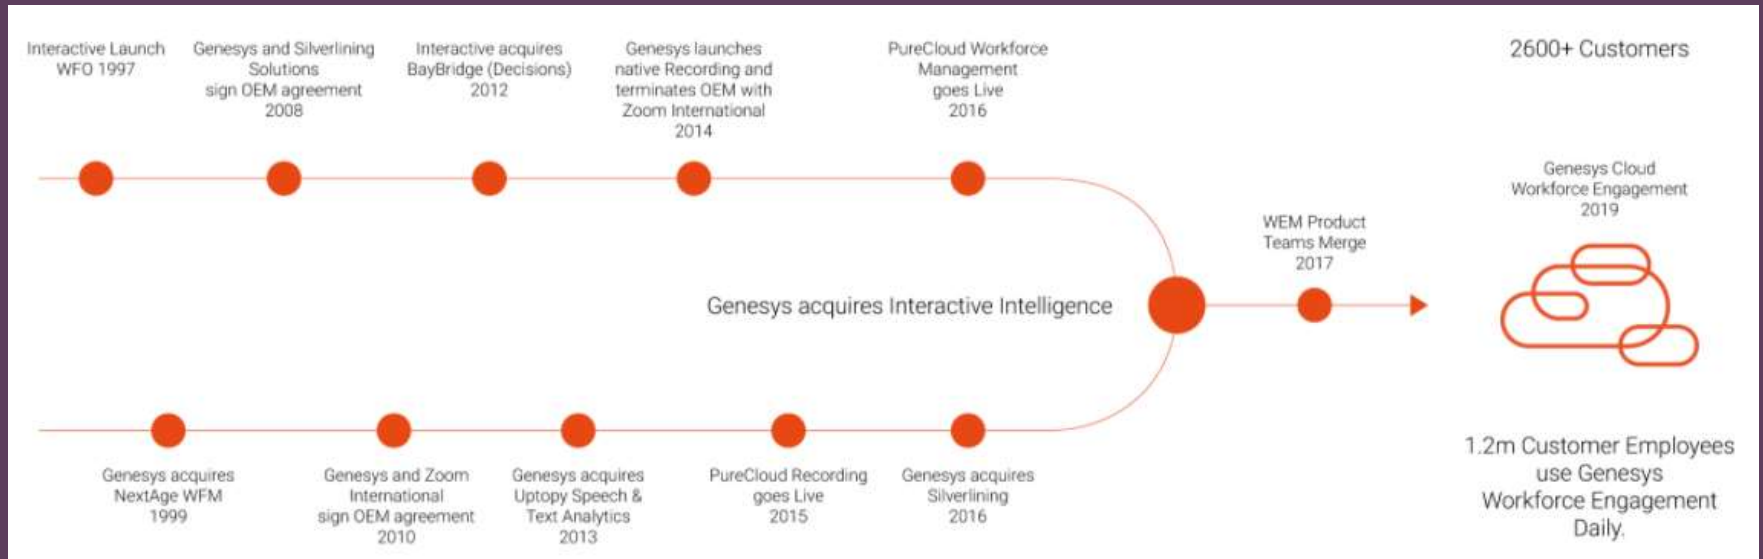 Interactive Launch
WFO 1997
Genesys and Silverlining
Solutions
sign OEM agreement
2008
Interactive acquires
BayBridge (Decisions)
2012
Genesys launches
native Recording and
terminates OEM with
Zoom International
2014
PureCloud Workforce
Management
goes Live
2016
2600+ Customers
Genesys Cloud
Workforce Engagement
2019
WEM Product
Teams Merge
2017
Genesys acquires Interactive Intelligence
Genesys acquires
NextAge WFM
1999
Genesys and Zoom
International
sign OEM agreement
2010
Genesys acquires
Uptopy Speech &
Text Analytics
2013
PureCloud Recording
goes Live
2015
Genesys acquires
Silverlining
2016
1.2m Customer Employees
use Genesys
Workforce Engagement
Daily.